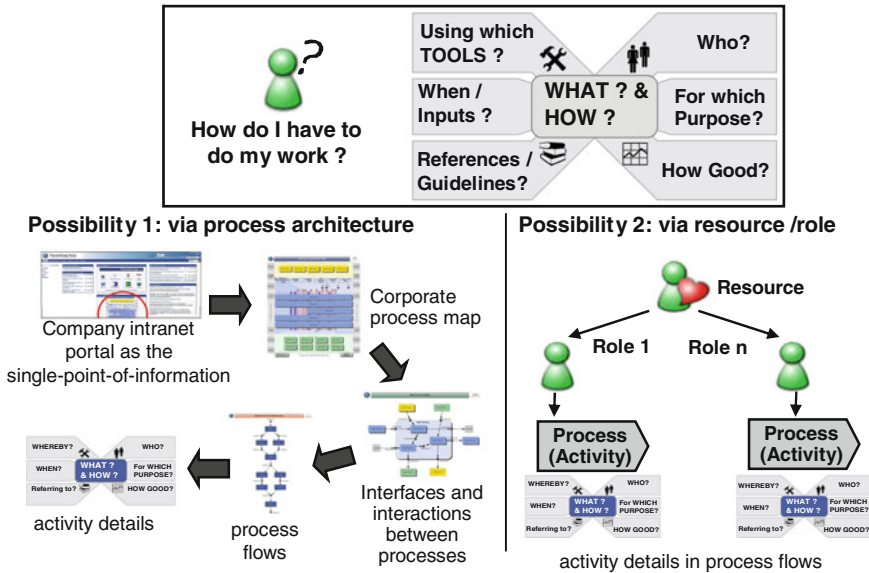 How do I have to
do my work ?
Using which
TOOLS ?
When /
Inputs ?
References /
Guidelines?
WHAT ? &
HOW ?
Who?
For which
Purpose?
How Good?
Possibility 1: via process architecture
Company intranet
portal as the
single-point-of-information
Corporate
process map
Interfaces and
interactions
between
processes
process
flows
WHEREBY?
WHEN?
Referring to?
WHAT ?
& HOW ?
WHO?
For WHICH
PURPOSE?
HOW GOOD?
activity details
Possibility 2: via resource /role
Resource
Role 1
Role n
Process
(Activity)
Process
(Activity)
WHEREBY?
WHEN?
Referring to?
WHAT ?
& HOW ?
WHO?
For WHICH
PURPOSE?
HOW GOOD?
WHEREBY?
WHEN?
Referring to?
WHAT ?
& HOW ?
WHO?
For WHICH
PURPOSE?
HOW GOOD?
activity details in process flows